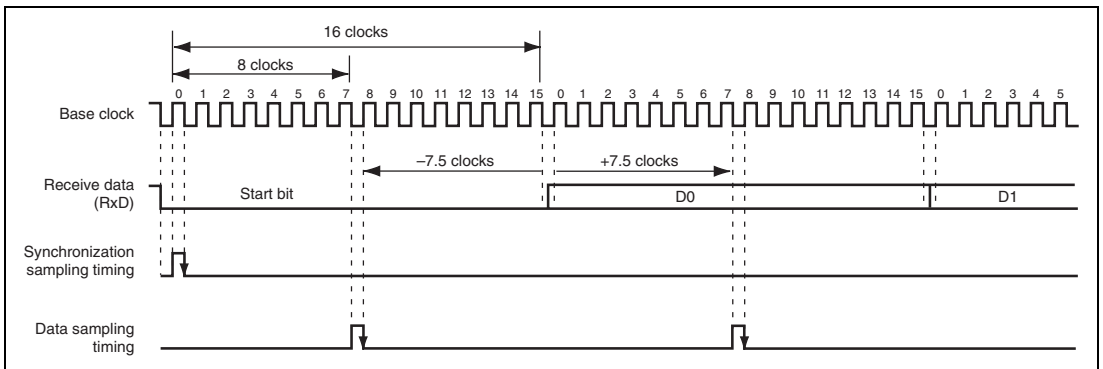 16 clocks
8 clocks
0 1 2 3 4 5 6 7 8 9 10 11 12 13 14 15 0 1 2 3 4 5 6 7 8 9 10 11 12 13 14 15 0 1 2 3 4 5
Base clock
–7.5 clocks +7.5 clocks
Receive data
(RxD)
Start bit D0 D1
Synchronization
sampling timing
Data sampling
timing